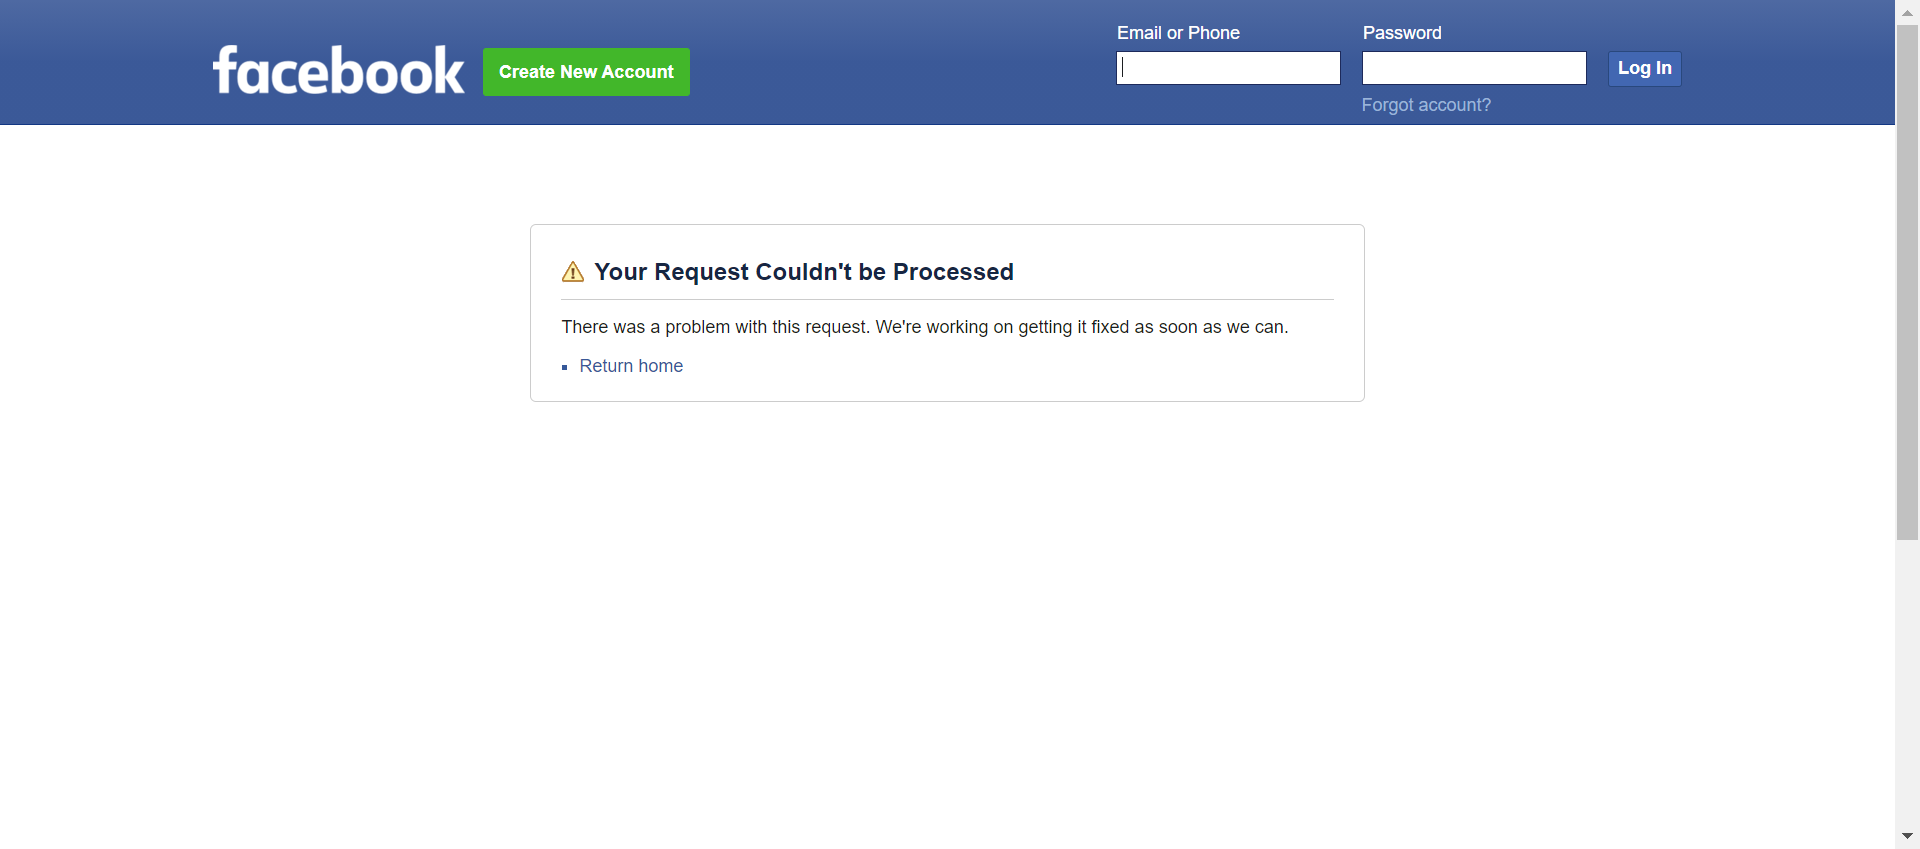 facebook
Create New Account
Email or Phone
Password
Log In
Forgot account?
Your Request Couldn't be Processed
There was a problem with this request. We're working on getting it fixed as soon as we can.
Return home